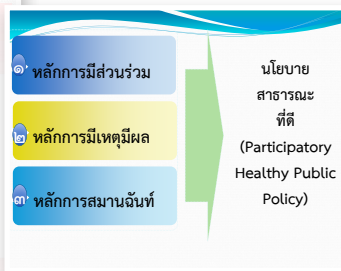 ๑. หลักการมีส่วนร่วม
๒. หลักการมีเหตุมีผล
๓. หลักการสมานฉันท์
นโยบาย
สาธารณะ
ที่ดี
(Participatory
Healthy Public
Policy)